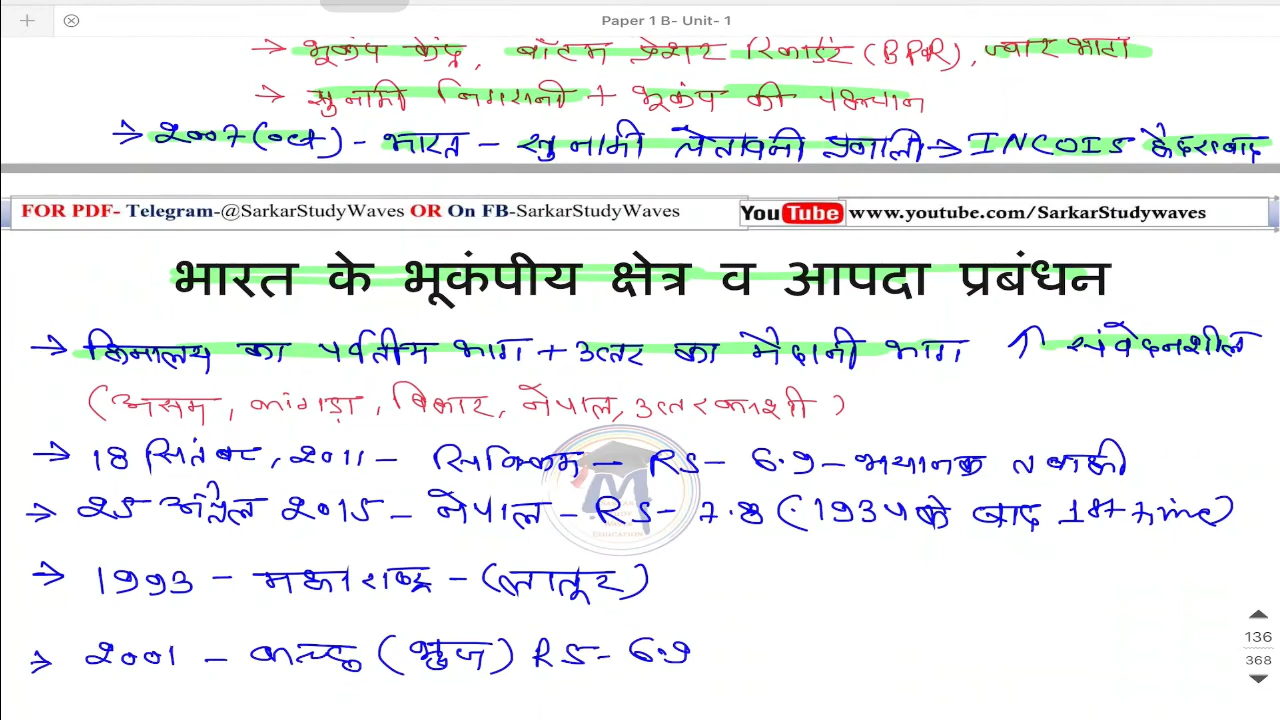 Paper 1 B- Unit- 1
→ भूकंप केंद्र, बॉटम प्रेशर रिकार्डर (BPR), ज्वार भाटा
→ सुनामी निगरानी + भूकंप की पहचान
→ 2007 (oct) - भारत - सुनामी चेतावनी प्रणाली → INCOIS हैदराबाद
FOR PDF- Telegram-@SarkarStudyWaves OR On FB-SarkarStudyWaves YouTube www.youtube.com/SarkarStudywaves
भारत के भूकंपीय क्षेत्र व आपदा प्रबंधन
→ हिमालय का पर्वतीय भाग + उत्तर का मैदानी भाग ↑ संवेदनशील
(असम, कांगड़ा, बिहार, नेपाल, उत्तरकाशी)
→ 18 सितंबर, 2011 - सिक्किम - RS - 6.9 - भयानक तबाही
→ 25 अप्रैल 2015 - नेपाल - RS - 7.8 (1934 के बाद 1st time)
→ 1993 - महाराष्ट्र - (लातूर)
→ 2001 - कच्छ (भुज) RS - 6.9
M
EDUCATION
136
368